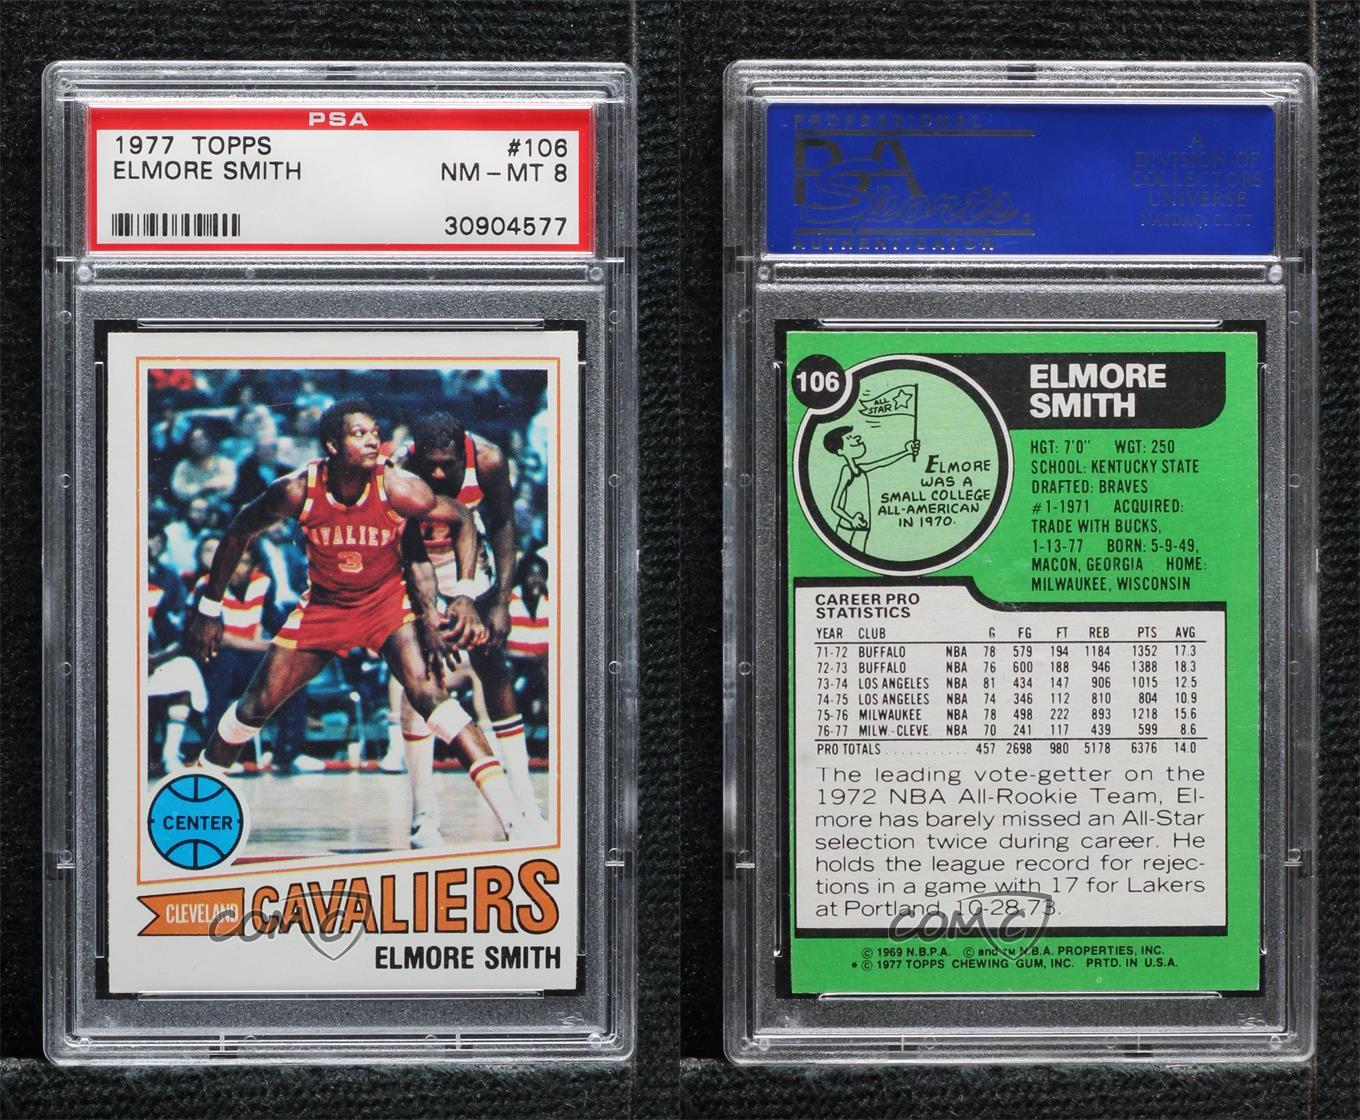 PSA
1977 TOPPS #106
ELMORE SMITH NM-MT 8
30904577
AVALIER
3
CENTER
CLEVELAND CAVALIERS
ELMORE SMITH
COMC
PROFESSIONAL
PSA
Sports
AUTHENTICATOR
A
DIVISION OF
COLLECTORS
UNIVERSE
NASDAQ: CLCT
106
ALL
STAR
ELMORE
WAS A
SMALL COLLEGE
ALL-AMERICAN
IN 1970.
ELMORE
SMITH
HGT: 7'0" WGT: 250
SCHOOL: KENTUCKY STATE
DRAFTED: BRAVES
#1-1971 ACQUIRED:
TRADE WITH BUCKS,
1-13-77 BORN: 5-9-49,
MACON, GEORGIA HOME:
MILWAUKEE, WISCONSIN
CAREER PRO
STATISTICS
YEAR CLUB G FG FT REB PTS AVG
71-72 BUFFALO NBA 78 579 194 1184 1352 17.3
72-73 BUFFALO NBA 76 600 188 946 1388 18.3
73-74 LOS ANGELES NBA 81 434 147 906 1015 12.5
74-75 LOS ANGELES NBA 74 346 112 810 804 10.9
75-76 MILWAUKEE NBA 78 498 222 893 1218 15.6
76-77 MILW.-CLEVE. NBA 70 241 117 439 599 8.6
PRO TOTALS ............ 457 2698 980 5178 6376 14.0
The leading vote-getter on the
1972 NBA All-Rookie Team, El-
more has barely missed an All-Star
selection twice during career. He
holds the league record for rejec-
tions in a game with 17 for Lakers
at Portland, 10-28-73.
COMC
© 1969 N.B.P.A. © and ™ N.B.A. PROPERTIES, INC.
* © 1977 TOPPS CHEWING GUM, INC. PRTD. IN U.S.A.